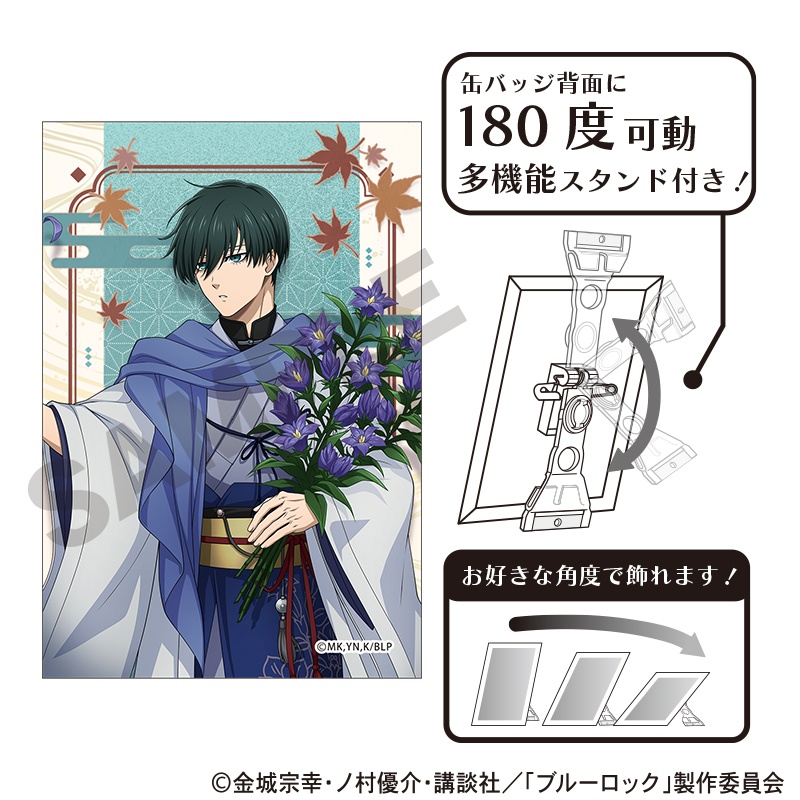 缶バッジ背面に
180度可動
多機能スタンド付き！
SAMPLE
©MK,YN,K/BLP
お好きな角度で飾れます！
©金城宗幸・ノ村優介・講談社／「ブルーロック」製作委員会